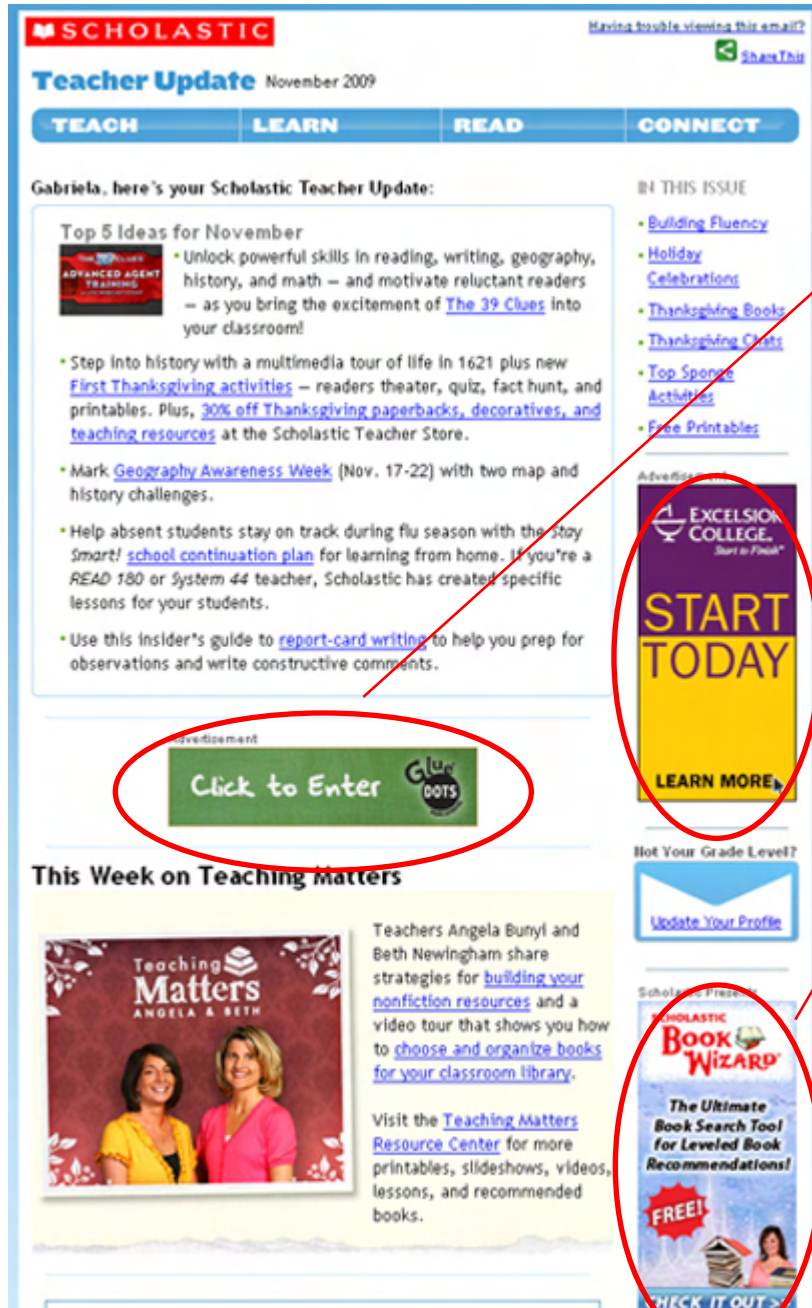 SCHOLASTIC
Having trouble viewing this email?
ShareThis
Teacher Update November 2009
TEACH LEARN READ CONNECT
Gabriela, here's your Scholastic Teacher Update:
Top 5 Ideas for November
THE 39 CLUES
ADVANCED AGENT
TRAINING
• Unlock powerful skills in reading, writing, geography,
history, and math — and motivate reluctant readers
— as you bring the excitement of The 39 Clues into
your classroom!
• Step into history with a multimedia tour of life in 1621 plus new
First Thanksgiving activities — readers theater, quiz, fact hunt, and
printables. Plus, 30% off Thanksgiving paperbacks, decoratives, and
teaching resources at the Scholastic Teacher Store.
• Mark Geography Awareness Week (Nov. 17-22) with two map and
history challenges.
• Help absent students stay on track during flu season with the Stay
Smart! school continuation plan for learning from home. If you're a
READ 180 or System 44 teacher, Scholastic has created specific
lessons for your students.
• Use this insider's guide to report-card writing to help you prep for
observations and write constructive comments.
Advertisement
Click to Enter
Glue
DOTS
This Week on Teaching Matters
Teaching
Matters
ANGELA & BETH
Teachers Angela Bunyi and
Beth Newingham share
strategies for building your
nonfiction resources and a
video tour that shows you how
to choose and organize books
for your classroom library.
Visit the Teaching Matters
Resource Center for more
printables, slideshows, videos,
lessons, and recommended
books.
IN THIS ISSUE
• Building Fluency
• Holiday
Celebrations
• Thanksgiving Books
• Thanksgiving Chats
• Top Sponge
Activities
• Free Printables
Advertisement
EXCELSIOR
COLLEGE.
Start to Finish
START
TODAY
LEARN MORE
Not Your Grade Level?
Update Your Profile
Scholastic Presents
SCHOLASTIC
BOOK
WIZARD
The Ultimate
Book Search Tool
for Leveled Book
Recommendations!
FREE!
CHECK IT OUT >